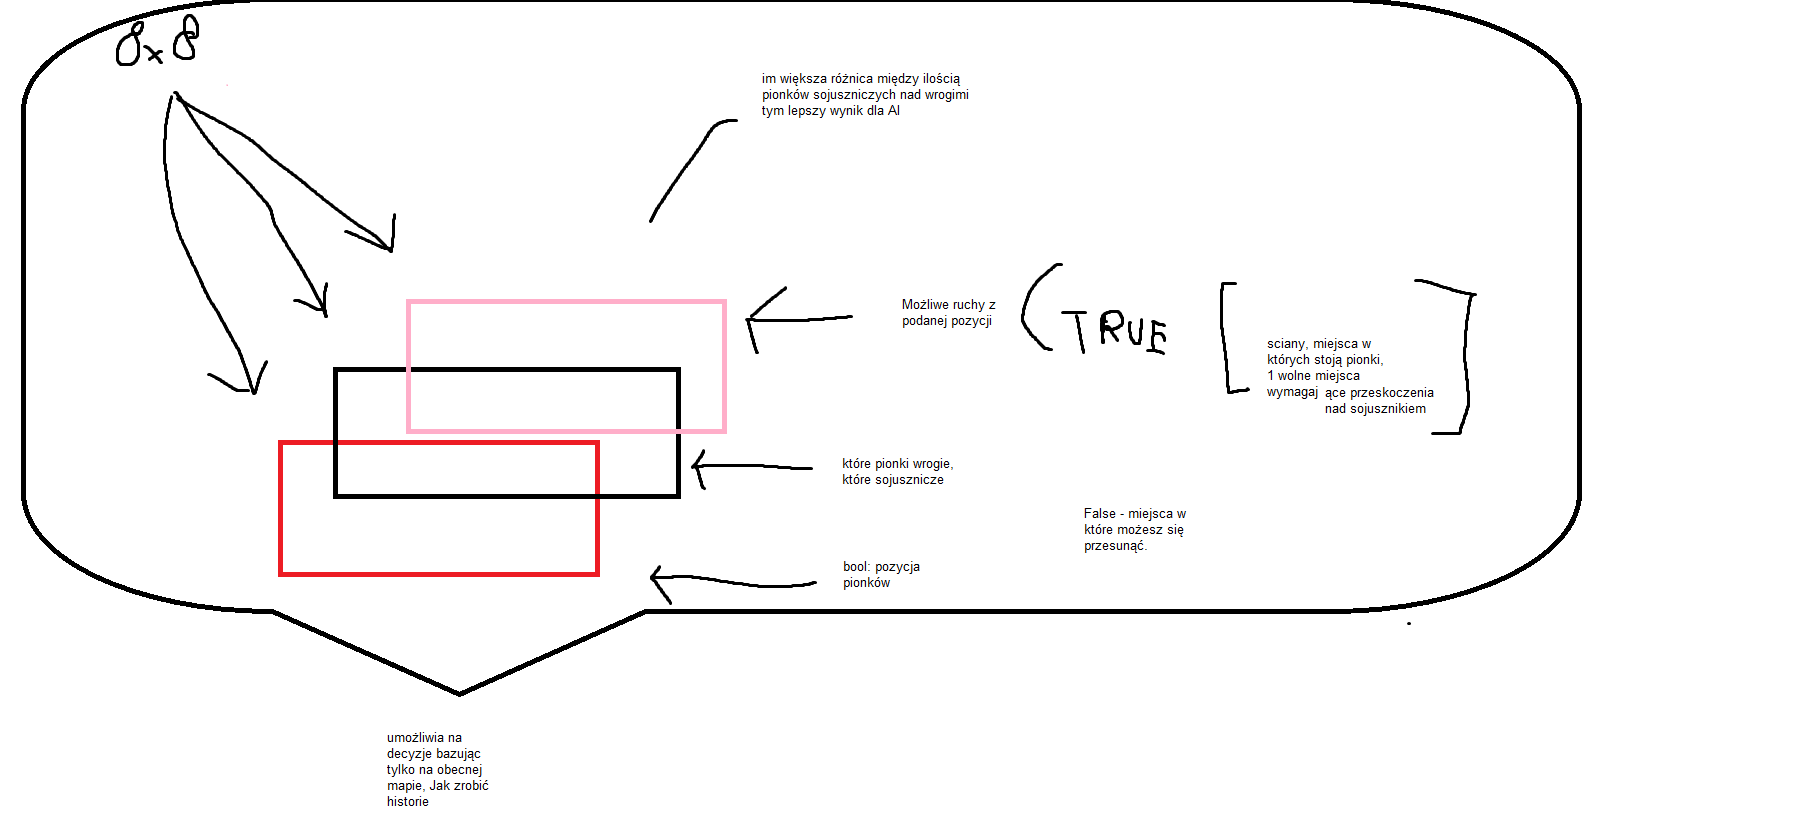 8x8
im większa różnica między ilością
pionków sojuszniczych nad wrogimi
tym lepszy wynik dla AI
Możliwe ruchy z
podanej pozycji
TRUE
sciany, miejsca w
których stoją pionki,
1 wolne miejsca
wymagaj ące przeskoczenia
nad sojusznikiem
które pionki wrogie,
które sojusznicze
False - miejsca w
które możesz się
przesunąć.
bool: pozycja
pionków
umożliwia na
decyzje bazując
tylko na obecnej
mapie, Jak zrobić
historie